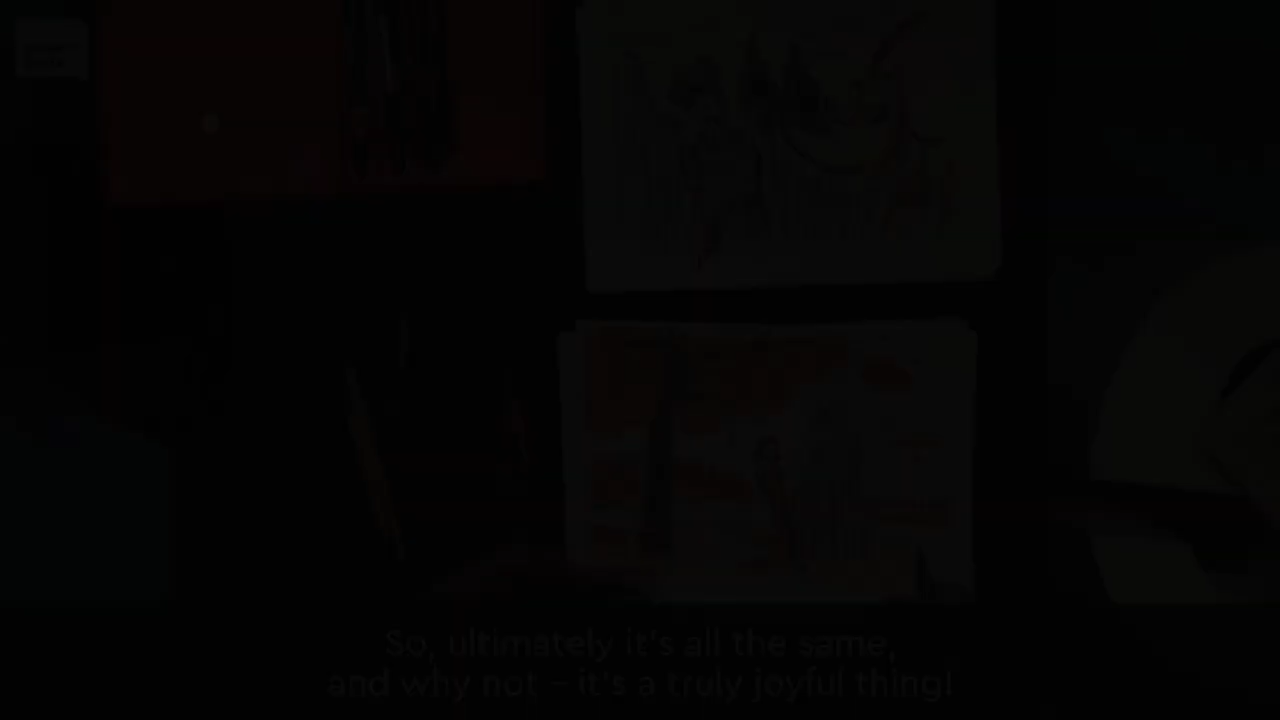 So, ultimately it's all the same,
and why not – it's a truly joyful thing!